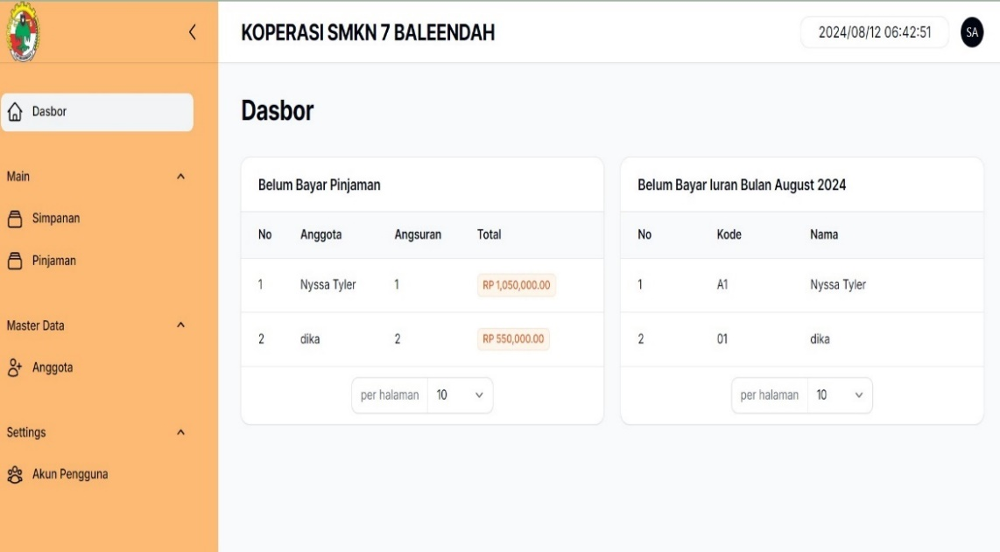 KOPERASI SMKN 7 BALEENDAH
2024/08/12 06:42:51
SA
Dasbor
Main
Simpanan
Pinjaman
Master Data
Anggota
Settings
Akun Pengguna
Dasbor
Belum Bayar Pinjaman
No Anggota Angsuran Total
1 Nyssa Tyler 1 RP 1,050,000.00
2 dika 2 RP 550,000.00
per halaman 10
Belum Bayar Iuran Bulan August 2024
No Kode Nama
1 A1 Nyssa Tyler
2 01 dika
per halaman 10